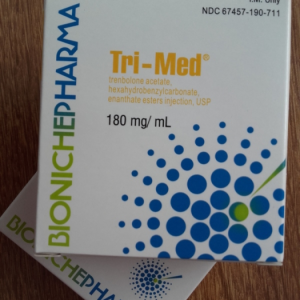 I.M. Only
NDC 67457-190-711
BIONICHEPHARMA
Tri-Med®
trenbolone acetate,
hexahydrobenzylcarbonate,
enanthate esters injection, USP
180 mg/ mL
BIONICHEPHARMA